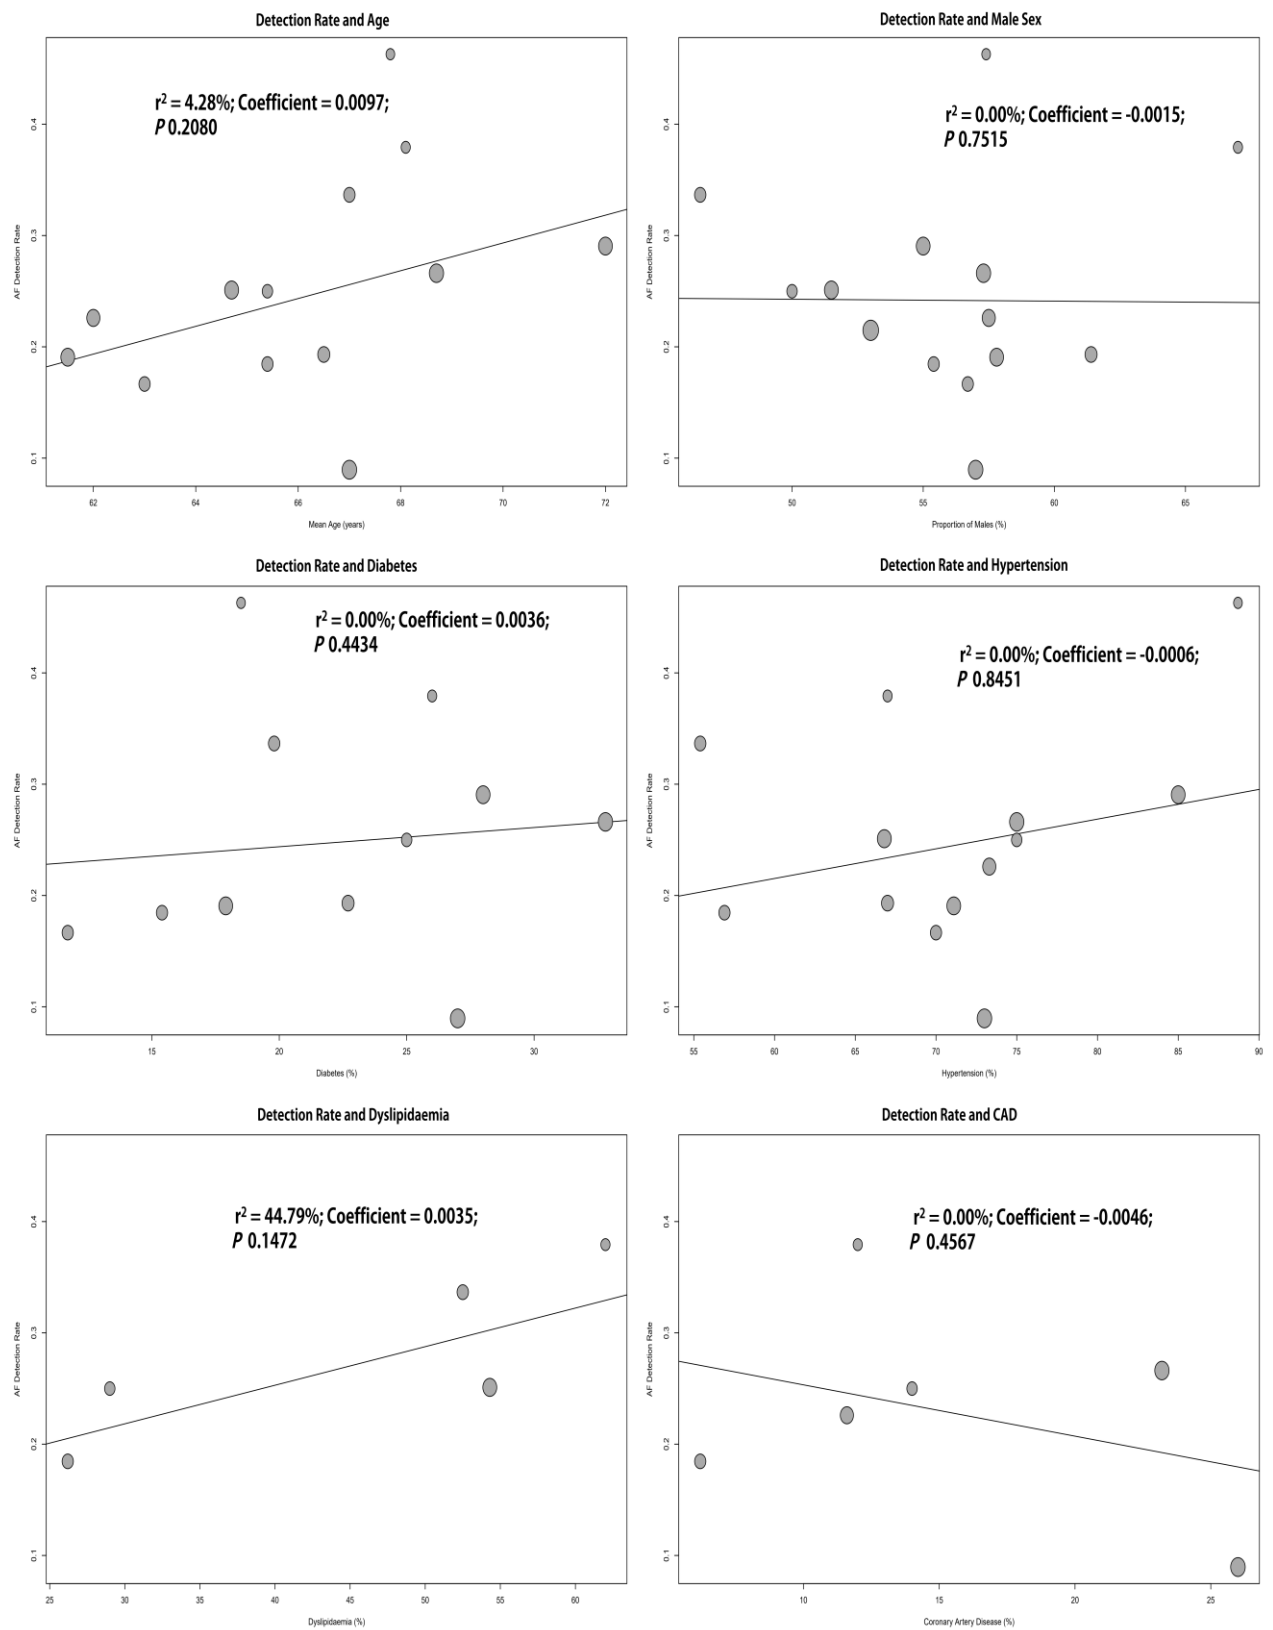 Detection Rate and Age
r² = 4.28%; Coefficient = 0.0097;
P 0.2080
0.4
0.3
0.2
0.1
AF Detection Rate
62 64 66 68 70 72
Mean Age (years)
Detection Rate and Male Sex
r² = 0.00%; Coefficient = -0.0015;
P 0.7515
0.4
0.3
0.2
0.1
AF Detection Rate
50 55 60 65
Proportion of Males (%)
Detection Rate and Diabetes
r² = 0.00%; Coefficient = 0.0036;
P 0.4434
0.4
0.3
0.2
0.1
AF Detection Rate
15 20 25 30
Diabetes (%)
Detection Rate and Hypertension
r² = 0.00%; Coefficient = -0.0006;
P 0.8451
0.4
0.3
0.2
0.1
AF Detection Rate
55 60 65 70 75 80 85 90
Hypertension (%)
Detection Rate and Dyslipidaemia
r² = 44.79%; Coefficient = 0.0035;
P 0.1472
0.4
0.3
0.2
0.1
AF Detection Rate
25 30 35 40 45 50 55 60
Dyslipidaemia (%)
Detection Rate and CAD
r² = 0.00%; Coefficient = -0.0046;
P 0.4567
0.4
0.3
0.2
0.1
AF Detection Rate
10 15 20 25
Coronary Artery Disease (%)